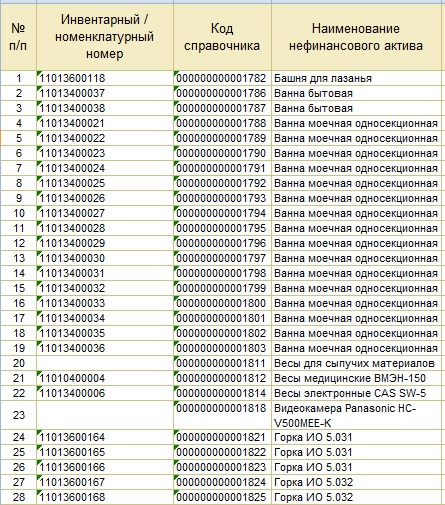 № п/п Инвентарный / номенклатурный номер Код справочника Наименование нефинансового актива
1 11013600118 000000000001782 Башня для лазанья
2 11013400037 000000000001786 Ванна бытовая
3 11013400038 000000000001787 Ванна бытовая
4 11013400021 000000000001788 Ванна моечная односекционная
5 11013400022 000000000001789 Ванна моечная односекционная
6 11013400023 000000000001790 Ванна моечная односекционная
7 11013400024 000000000001791 Ванна моечная односекционная
8 11013400025 000000000001792 Ванна моечная односекционная
9 11013400026 000000000001793 Ванна моечная односекционная
10 11013400027 000000000001794 Ванна моечная односекционная
11 11013400028 000000000001795 Ванна моечная односекционная
12 11013400029 000000000001796 Ванна моечная односекционная
13 11013400030 000000000001797 Ванна моечная односекционная
14 11013400031 000000000001798 Ванна моечная односекционная
15 11013400032 000000000001799 Ванна моечная односекционная
16 11013400033 000000000001800 Ванна моечная односекционная
17 11013400034 000000000001801 Ванна моечная односекционная
18 11013400035 000000000001802 Ванна моечная односекционная
19 11013400036 000000000001803 Ванна моечная односекционная
20 000000000001811 Весы для сыпучих материалов
21 11010400004 000000000001812 Весы медицинские ВМЭН-150
22 11013400006 000000000001814 Весы электронные CAS SW-5
23 000000000001818 Видеокамера Panasonic HC-
V500MEE-K
24 11013600164 000000000001821 Горка ИО 5.031
25 11013600165 000000000001822 Горка ИО 5.031
26 11013600166 000000000001823 Горка ИО 5.031
27 11013600167 000000000001824 Горка ИО 5.032
28 11013600168 000000000001825 Горка ИО 5.032